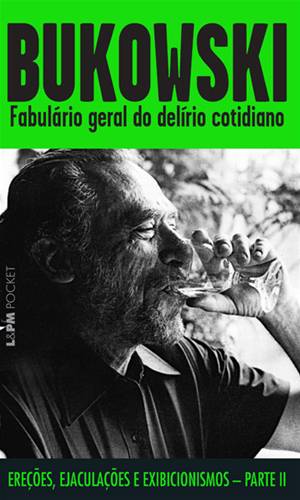 BUKOWSKI
Fabulário geral do delírio cotidiano
L&PM POCKET
EREÇÕES, EJACULAÇÕES E EXIBICIONISMOS – PARTE II